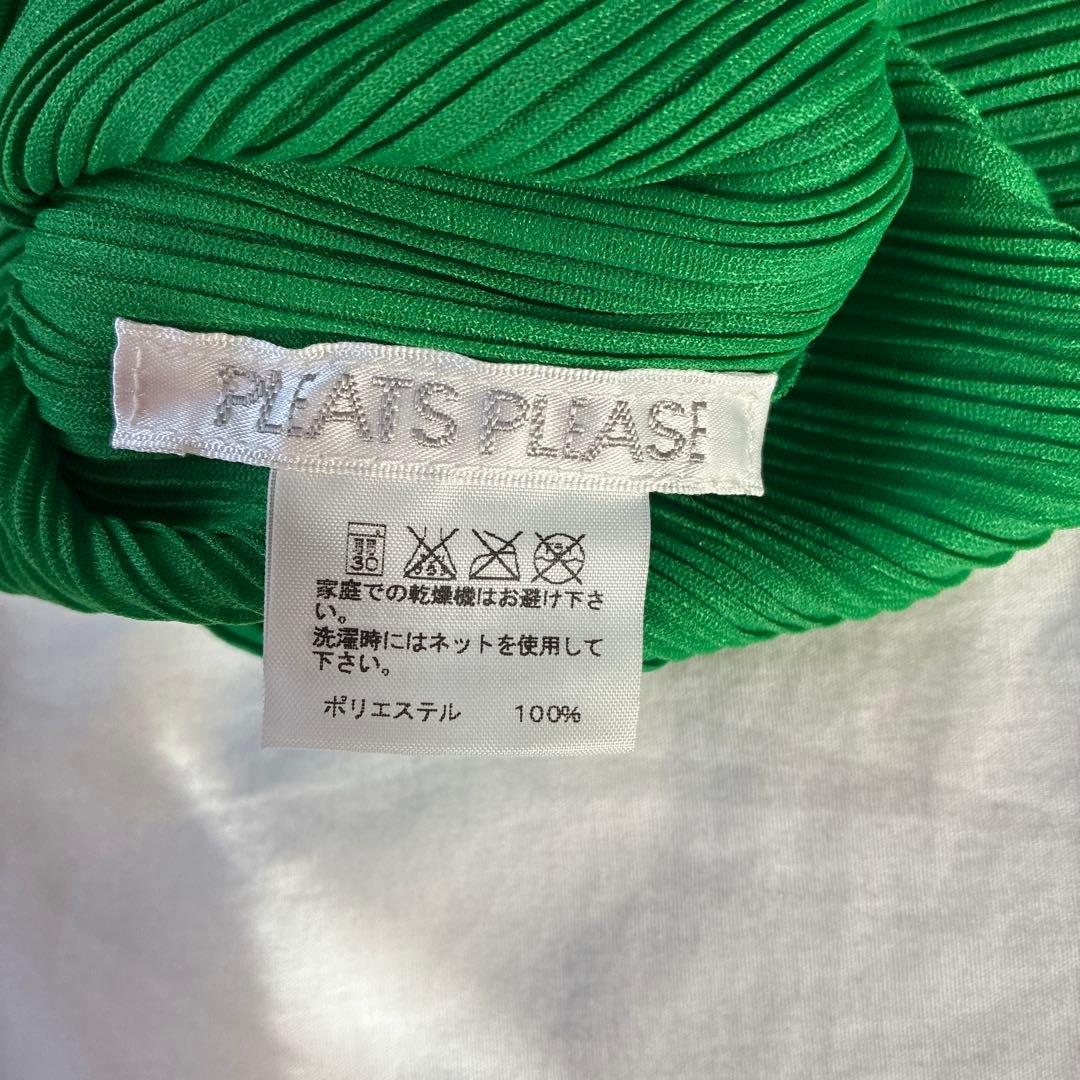 PLEATS PLEASE
30
家庭での乾燥機はお避け下さ
い。
洗濯時にはネットを使用して
下さい。
ポリエステル 100%